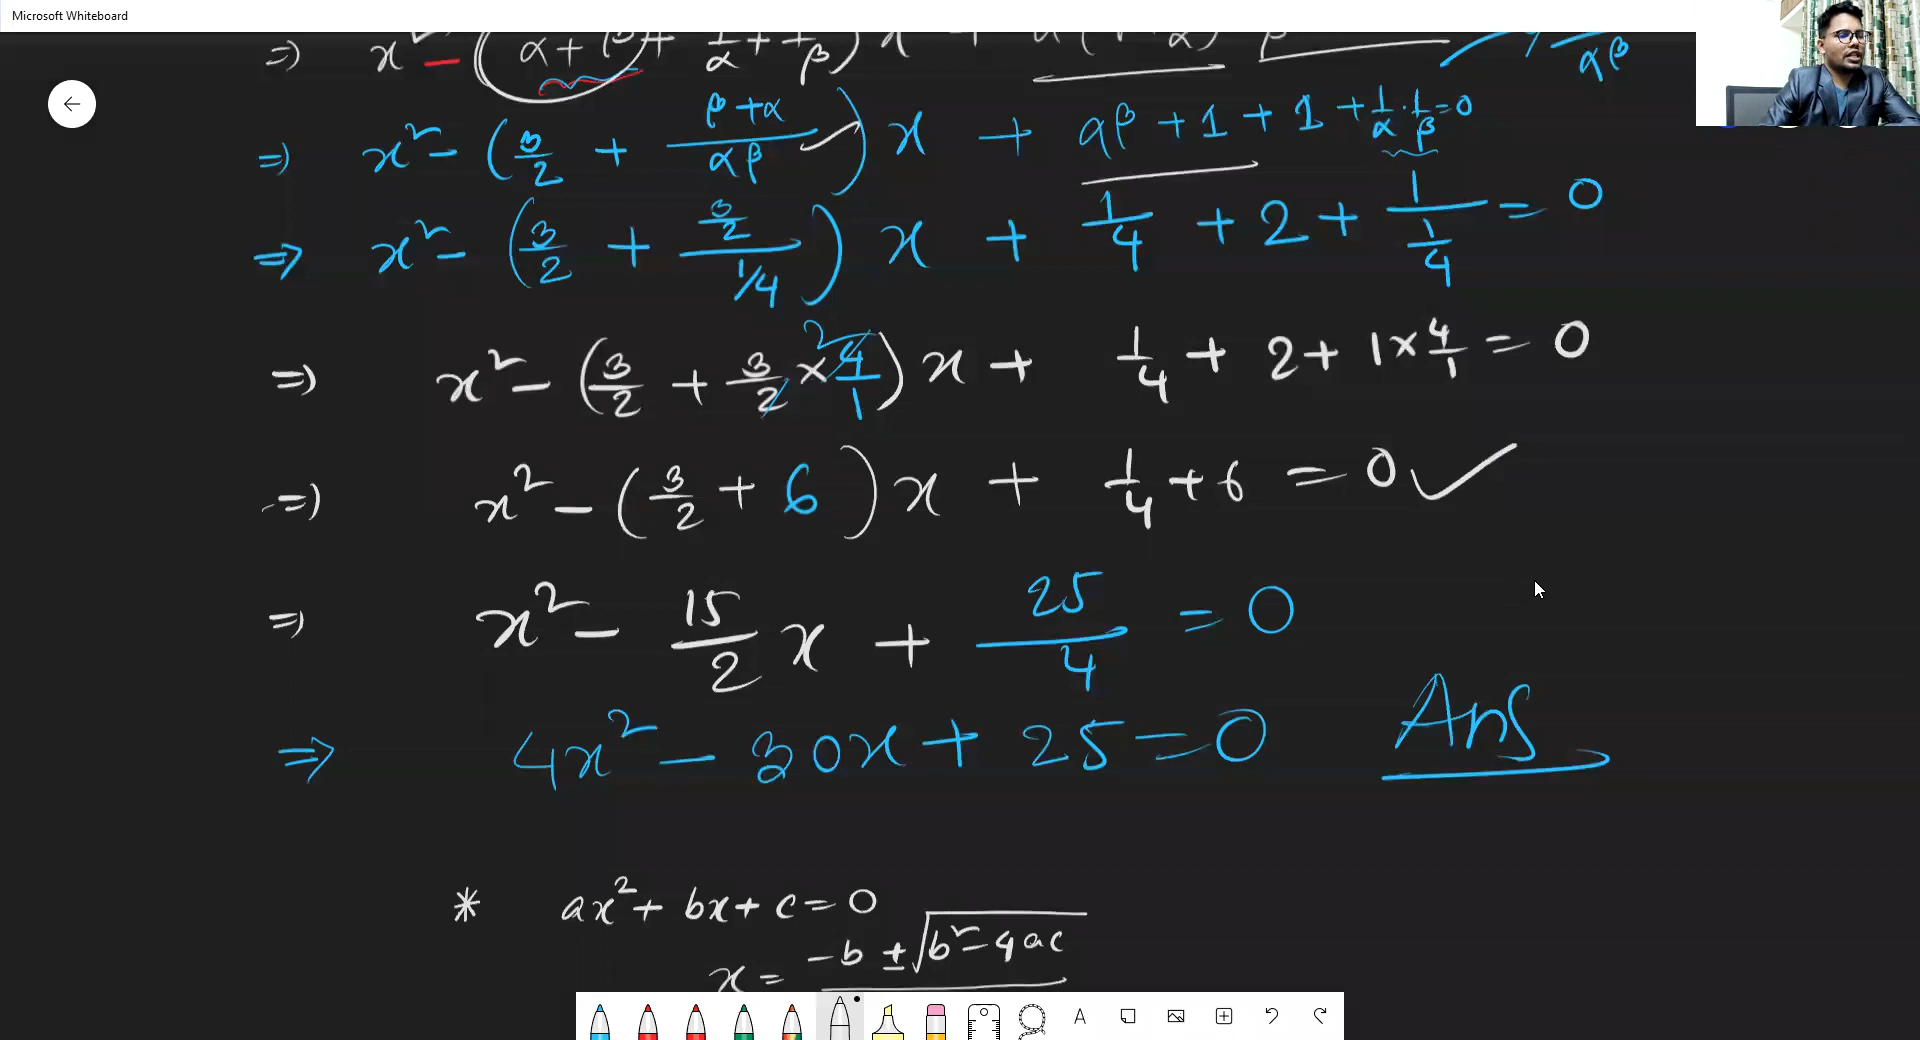 Microsoft Whiteboard
=> x² - (α + β + 1/α + 1/β) x +
αβ
=> x² - (3/2 + (β+α)/(αβ)) x + αβ + 1 + 1 + 1/α · 1/β = 0
=> x² - (3/2 + (3/2)/(1/4)) x + 1/4 + 2 + 1/(1/4) = 0
=> x² - (3/2 + 3/2 × 4/1) x + 1/4 + 2 + 1 × 4/1 = 0
2
=> x² - (3/2 + 6) x + 1/4 + 6 = 0 ✓
=> x² - 15/2 x + 25/4 = 0
=> 4x² - 30x + 25 = 0 Ans
* ax² + bx + c = 0
x = -b ± √(b² - 4ac)
A